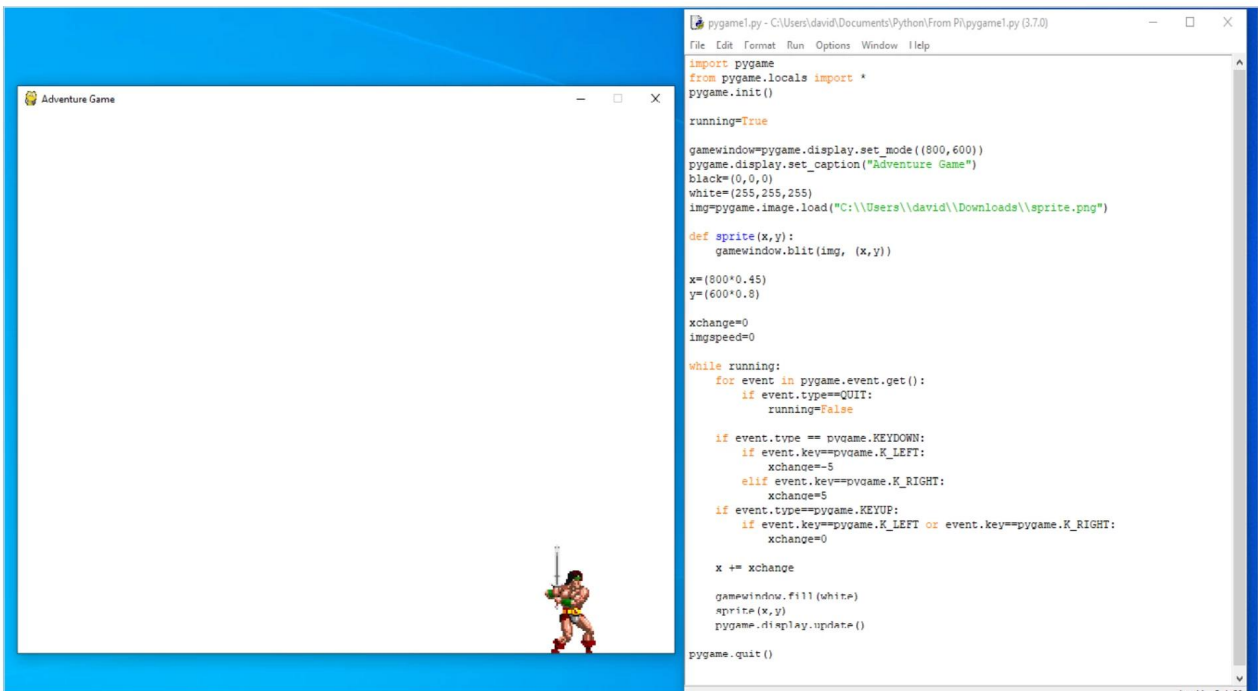 Adventure Game
pygame1.py - C:\Users\david\Documents\Python\From Pi\pygame1.py (3.7.0)
File Edit Format Run Options Window Help
import pygame
from pygame.locals import *
pygame.init()
running=True
gamewindow=pygame.display.set_mode((800,600))
pygame.display.set_caption("Adventure Game")
black=(0,0,0)
white=(255,255,255)
img=pygame.image.load("C:\\Users\\david\\Downloads\\sprite.png")
def sprite(x,y):
    gamewindow.blit(img, (x,y))
x=(800*0.45)
y=(600*0.8)
xchange=0
imgspeed=0
while running:
    for event in pygame.event.get():
        if event.type==QUIT:
            running=False
    if event.type == pygame.KEYDOWN:
        if event.key==pygame.K_LEFT:
            xchange=-5
        elif event.key==pygame.K_RIGHT:
            xchange=5
    if event.type==pygame.KEYUP:
        if event.key==pygame.K_LEFT or event.key==pygame.K_RIGHT:
            xchange=0
    x += xchange
    gamewindow.fill(white)
    sprite(x,y)
    pygame.display.update()
pygame.quit()